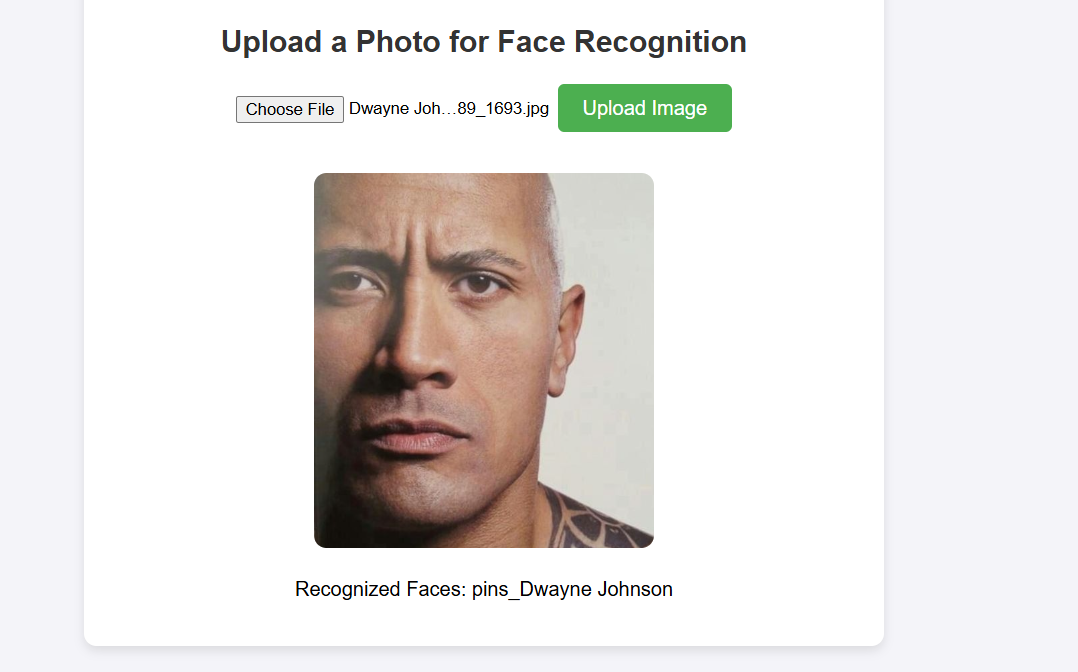 Upload a Photo for Face Recognition
Choose File Dwayne Joh…89_1693.jpg Upload Image
Recognized Faces: pins_Dwayne Johnson